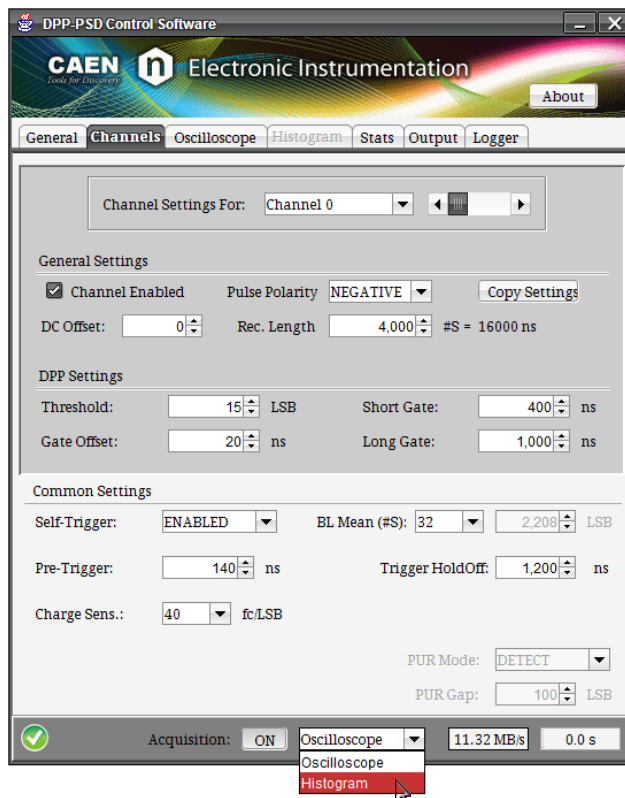 DPP-PSD Control Software
CAEN n Electronic Instrumentation
Tools for Discovery
About
General Channels Oscilloscope Histogram Stats Output Logger
Channel Settings For: Channel 0
General Settings
Channel Enabled Pulse Polarity NEGATIVE Copy Settings
DC Offset: 0 Rec. Length 4,000 #S = 16000 ns
DPP Settings
Threshold: 15 LSB Short Gate: 400 ns
Gate Offset: 20 ns Long Gate: 1,000 ns
Common Settings
Self-Trigger: ENABLED BL Mean (#S): 32 2,208 LSB
Pre-Trigger: 140 ns Trigger HoldOff: 1,200 ns
Charge Sens.: 40 fc/LSB
PUR Mode: DETECT
PUR Gap: 100 LSB
Acquisition: ON Oscilloscope 11.32 MB/s 0.0 s
Oscilloscope
Histogram